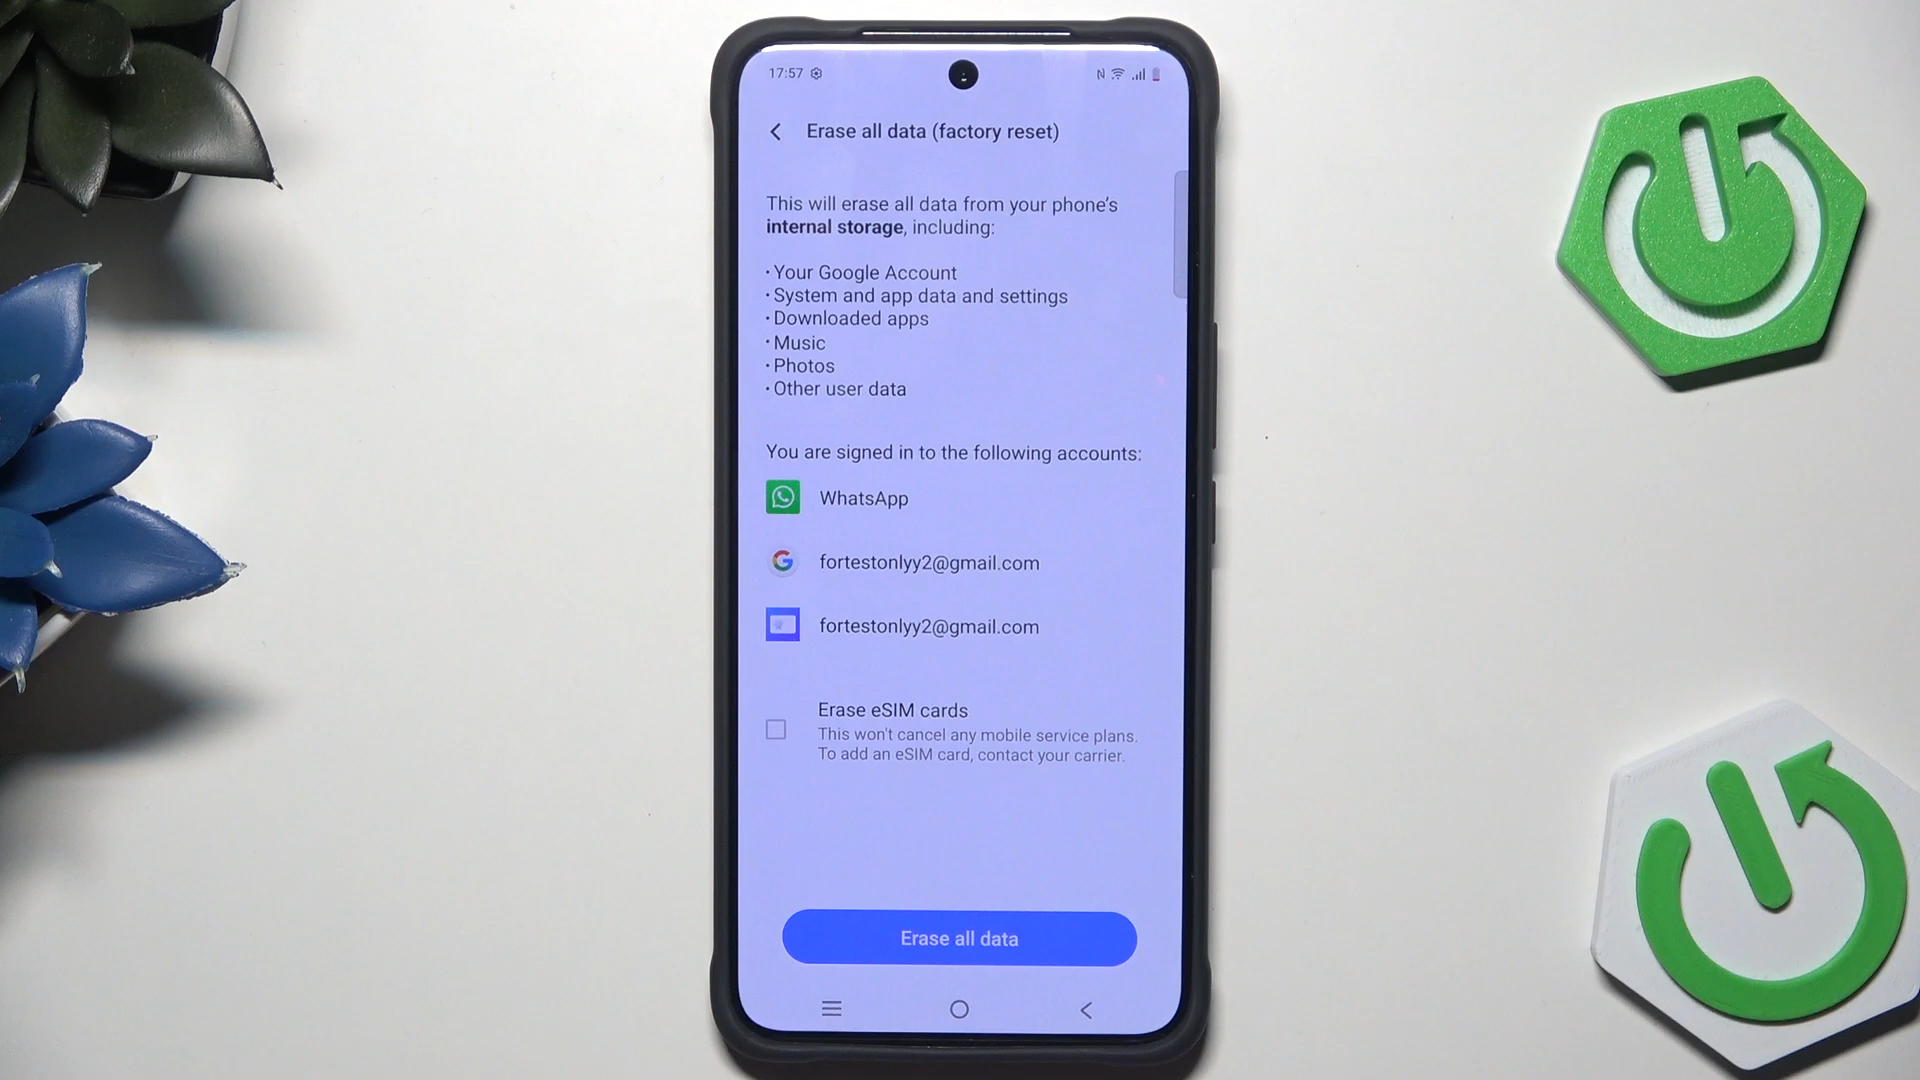 17:57
Erase all data (factory reset)
This will erase all data from your phone's
internal storage, including:
· Your Google Account
· System and app data and settings
· Downloaded apps
· Music
· Photos
· Other user data
You are signed in to the following accounts:
WhatsApp
fortestonlyy2@gmail.com
fortestonlyy2@gmail.com
Erase eSIM cards
This won't cancel any mobile service plans.
To add an eSIM card, contact your carrier.
Erase all data